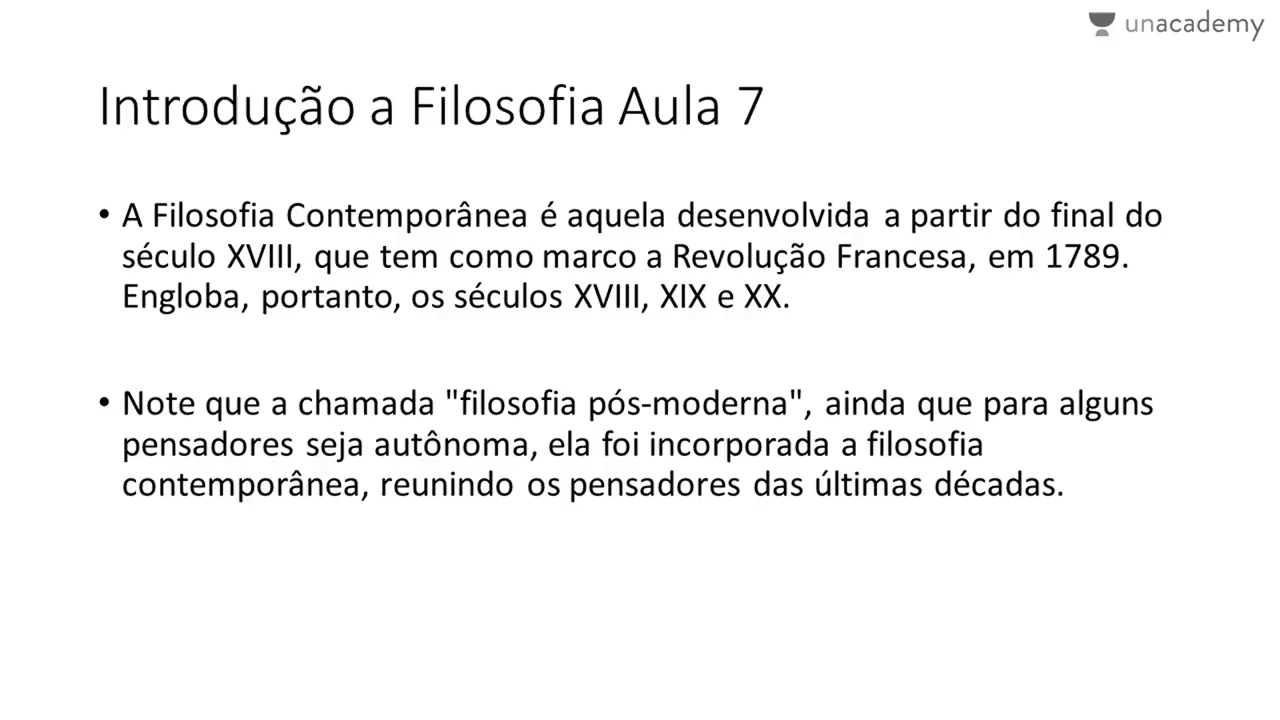 unacademy
Introdução a Filosofia Aula 7
• A Filosofia Contemporânea é aquela desenvolvida a partir do final do
século XVIII, que tem como marco a Revolução Francesa, em 1789.
Engloba, portanto, os séculos XVIII, XIX e XX.
• Note que a chamada "filosofia pós-moderna", ainda que para alguns
pensadores seja autônoma, ela foi incorporada a filosofia
contemporânea, reunindo os pensadores das últimas décadas.